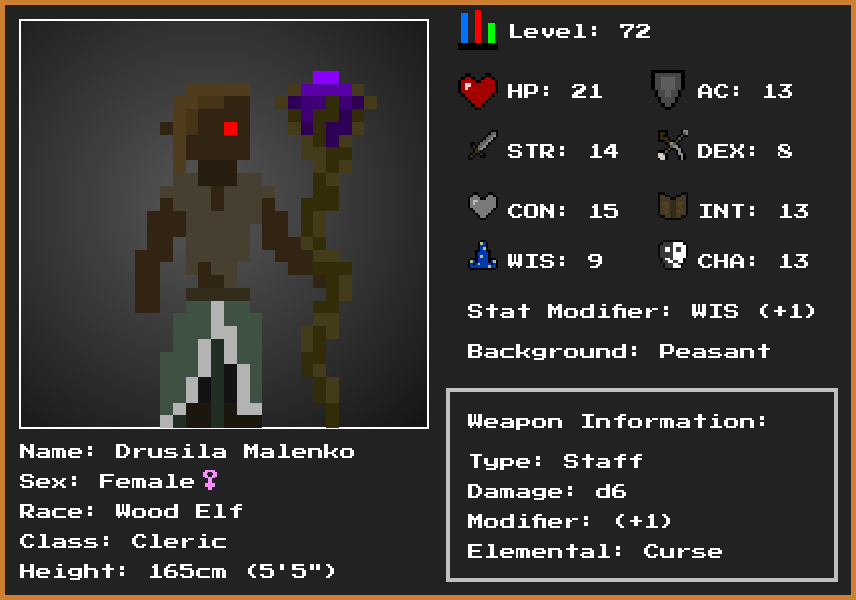 Level: 72
HP: 21
AC: 13
STR: 14
DEX: 8
CON: 15
INT: 13
WIS: 9
CHA: 13
Stat Modifier: WIS (+1)
Background: Peasant
Weapon Information:
Type: Staff
Damage: d6
Modifier: (+1)
Elemental: Curse
Name: Drusila Malenko
Sex: Female♀
Race: Wood Elf
Class: Cleric
Height: 165cm (5'5")